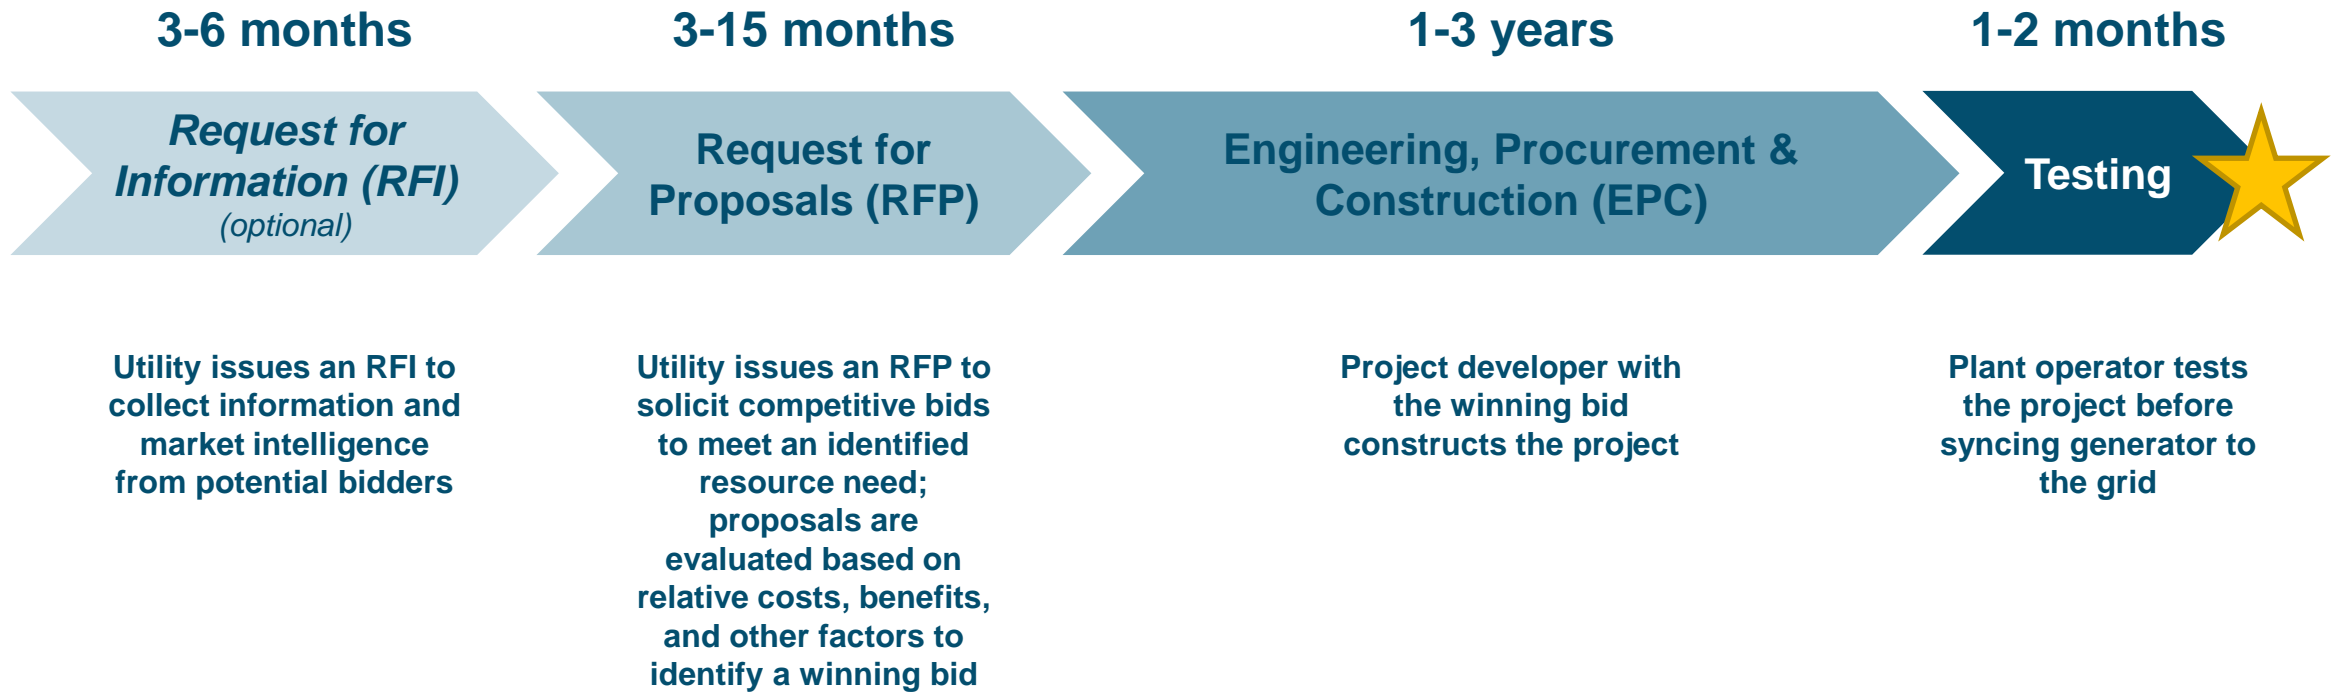 3-6 months
3-15 months
1-3 years
1-2 months
Request for
Information (RFI)
(optional)
Request for
Proposals (RFP)
Engineering, Procurement &
Construction (EPC)
Testing
Utility issues an RFI to
collect information and
market intelligence
from potential bidders
Utility issues an RFP to
solicit competitive bids
to meet an identified
resource need;
proposals are
evaluated based on
relative costs, benefits,
and other factors to
identify a winning bid
Project developer with
the winning bid
constructs the project
Plant operator tests
the project before
syncing generator to
the grid